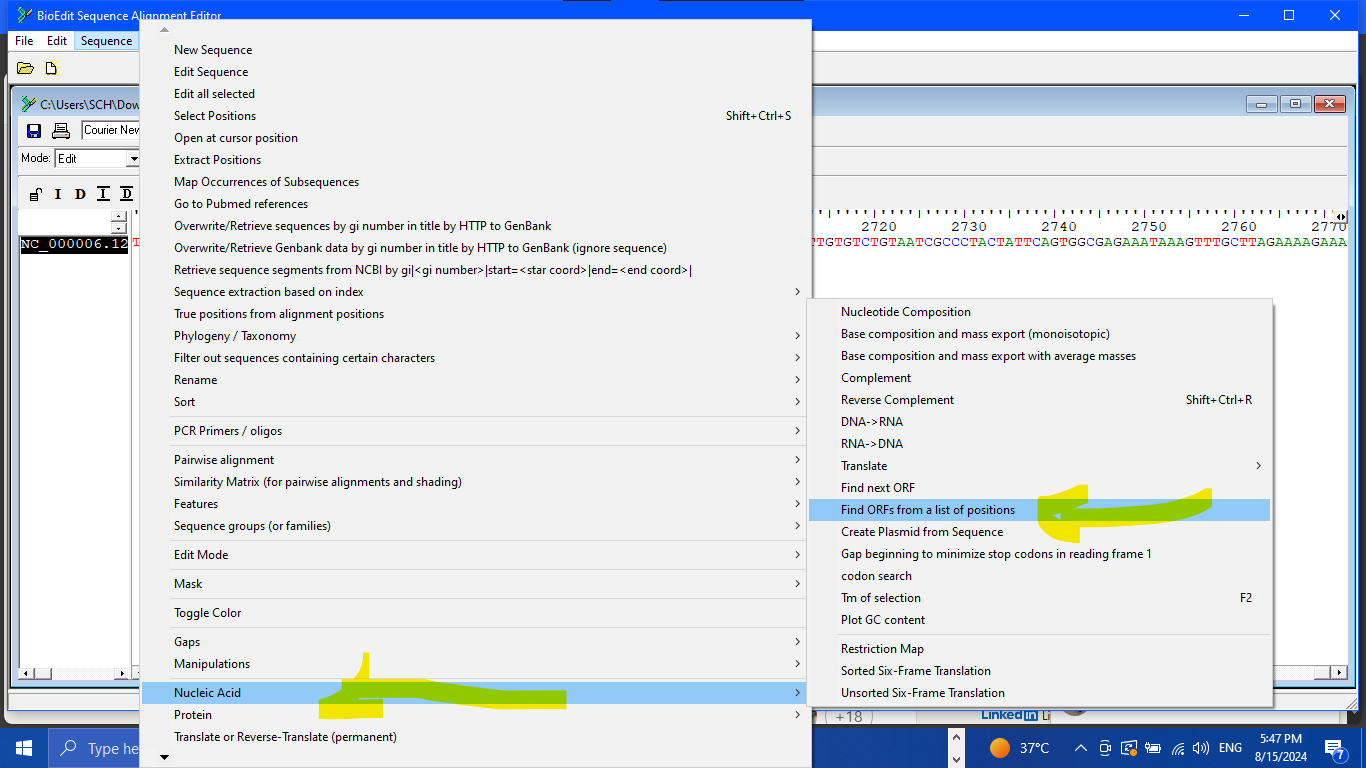 BioEdit Sequence Alignment Editor
File Edit Sequence
C:\Users\SCH\Dow
Courier New
Mode: Edit
I D I D
NC_000006.12 T
New Sequence
Edit Sequence
Edit all selected
Select Positions Shift+Ctrl+S
Open at cursor position
Extract Positions
Map Occurrences of Subsequences
Go to Pubmed references
Overwrite/Retrieve sequences by gi number in title by HTTP to GenBank
Overwrite/Retrieve Genbank data by gi number in title by HTTP to GenBank (ignore sequence)
Retrieve sequence segments from NCBI by gi|<gi number>|start=<star coord>|end=<end coord>|
Sequence extraction based on index
True positions from alignment positions
Phylogeny / Taxonomy
Filter out sequences containing certain characters
Rename
Sort
PCR Primers / oligos
Pairwise alignment
Similarity Matrix (for pairwise alignments and shading)
Features
Sequence groups (or families)
Edit Mode
Mask
Toggle Color
Gaps
Manipulations
Nucleic Acid
Protein
Translate or Reverse-Translate (permanent)
2720 2730 2740 2750 2760 2770
TTGTGTCTGTAATCGCCCTACTATTCAGTGGCGAGAAATAAAGTTTGCTTAGAAAAGAAA
Nucleotide Composition
Base composition and mass export (monoisotopic)
Base composition and mass export with average masses
Complement
Reverse Complement Shift+Ctrl+R
DNA->RNA
RNA->DNA
Translate
Find next ORF
Find ORFs from a list of positions
Create Plasmid from Sequence
Gap beginning to minimize stop codons in reading frame 1
codon search
Tm of selection F2
Plot GC content
Restriction Map
Sorted Six-Frame Translation
Unsorted Six-Frame Translation
+18 LinkedIn Li
Type he
37°C ENG 5:47 PM
8/15/2024
7